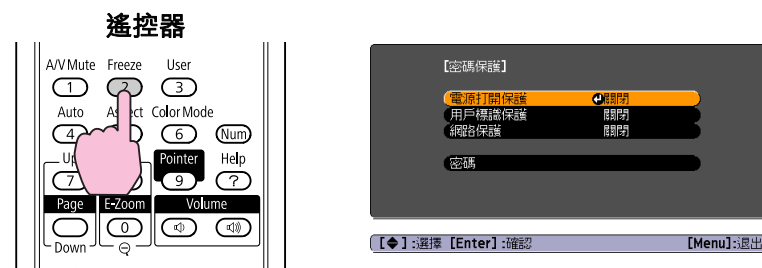 遙控器
A/V Mute Freeze User
1 2 3
Auto Color Mode
4 6 Num
Pointer Help
7 9 ?
Page E-Zoom Volume
0
Down
[密碼保護]
電源打開保護 關閉
用戶標識保護 關閉
網路保護 關閉
密碼
[◆]:選擇 [Enter]:確認 [Menu]:退出